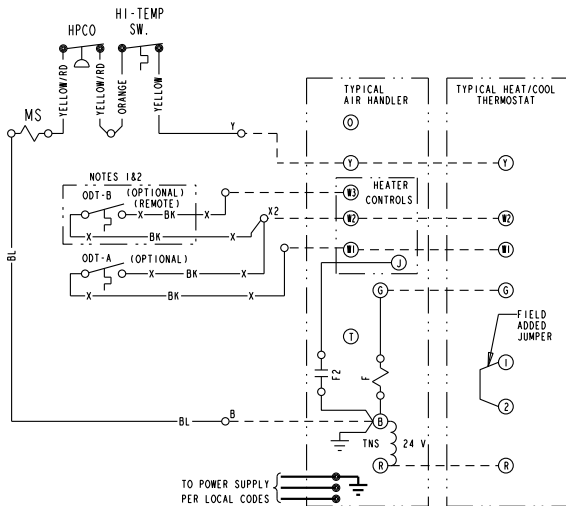 HPCO
HI-TEMP
SW.
YELLOW/RD
YELLOW/RD
ORANGE
YELLOW
MS
Y
TYPICAL
AIR HANDLER
TYPICAL HEAT/COOL
THERMOSTAT
O
Y
Y
NOTES 1&2
ODT-B (OPTIONAL)
(REMOTE)
X BK X
X BK X
X2
W3
HEATER
CONTROLS
W2
W2
W1
W1
ODT-A (OPTIONAL)
X BK X
X BK X
J
G
G
BL
FIELD
ADDED
JUMPER
T
F2
F
1
2
BL
B
B
TNS 24 V
R
R
TO POWER SUPPLY
PER LOCAL CODES